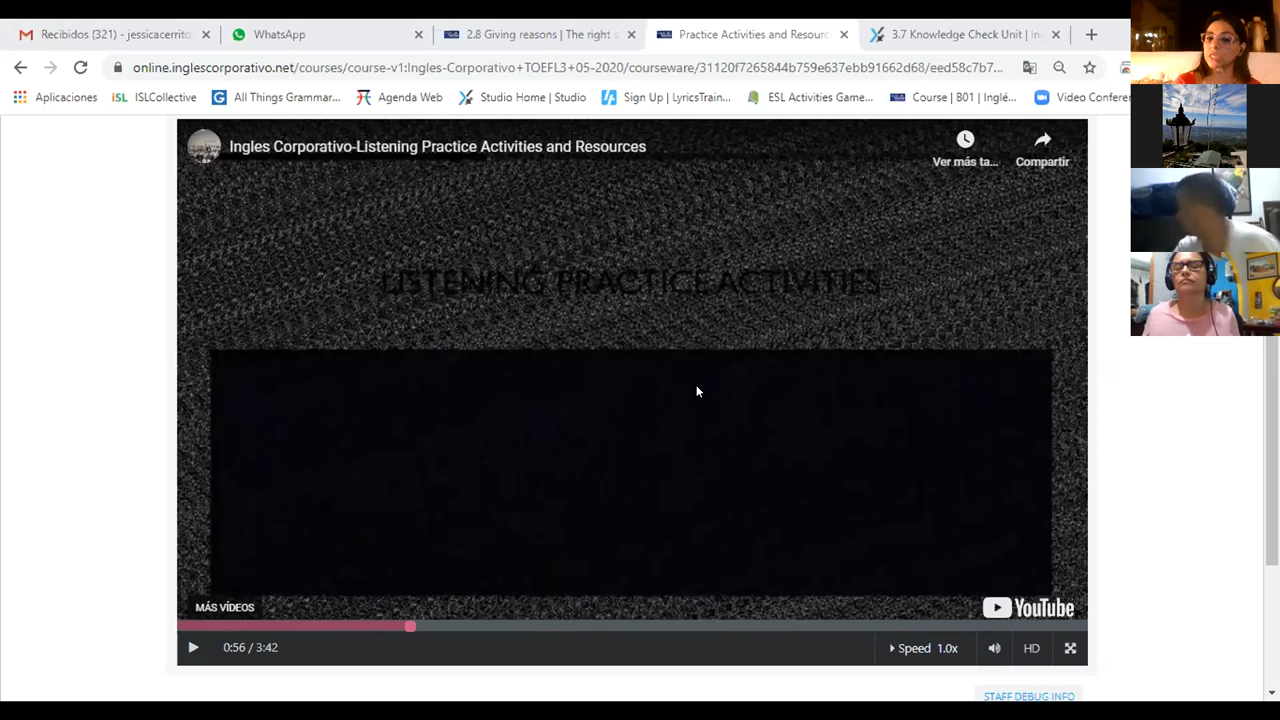 Recibidos (321) - jessicacerrito
WhatsApp
2.8 Giving reasons | The right s
Practice Activities and Resourc
3.7 Knowledge Check Unit | In
online.inglescorporativo.net/courses/course-v1:Ingles-Corporativo+TOEFL3+05-2020/courseware/31120f7265844b759e637ebb91662d68/eed58c7b7...
Aplicaciones
iSL ISLCollective
All Things Grammar...
Agenda Web
Studio Home | Studio
Sign Up | LyricsTrain...
ESL Activities Game...
Course | B01 | Inglé...
Video Conferen
Ingles Corporativo-Listening Practice Activities and Resources
Ver más ta...
Compartir
LISTENING PRACTICE ACTIVITIES
MÁS VÍDEOS
YouTube
0:56 / 3:42
Speed 1.0x
HD
STAFF DEBUG INFO